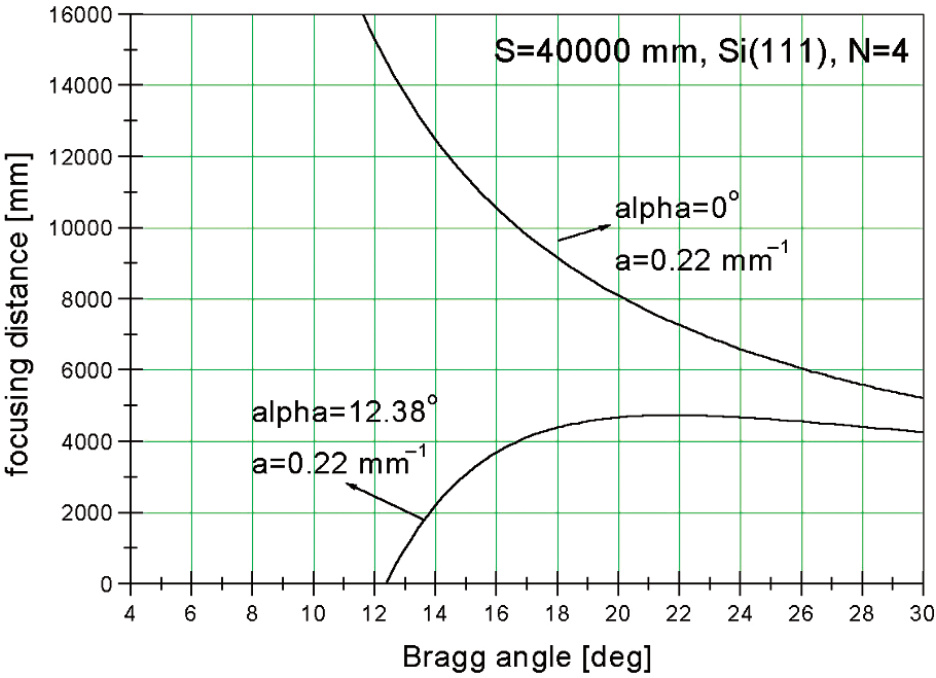 16000
14000
12000
10000
8000
6000
4000
2000
0
focusing distance [mm]
S=40000 mm, Si(111), N=4
alpha=0°
a=0.22 mm⁻¹
alpha=12.38°
a=0.22 mm⁻¹
4 6 8 10 12 14 16 18 20 22 24 26 28 30
Bragg angle [deg]